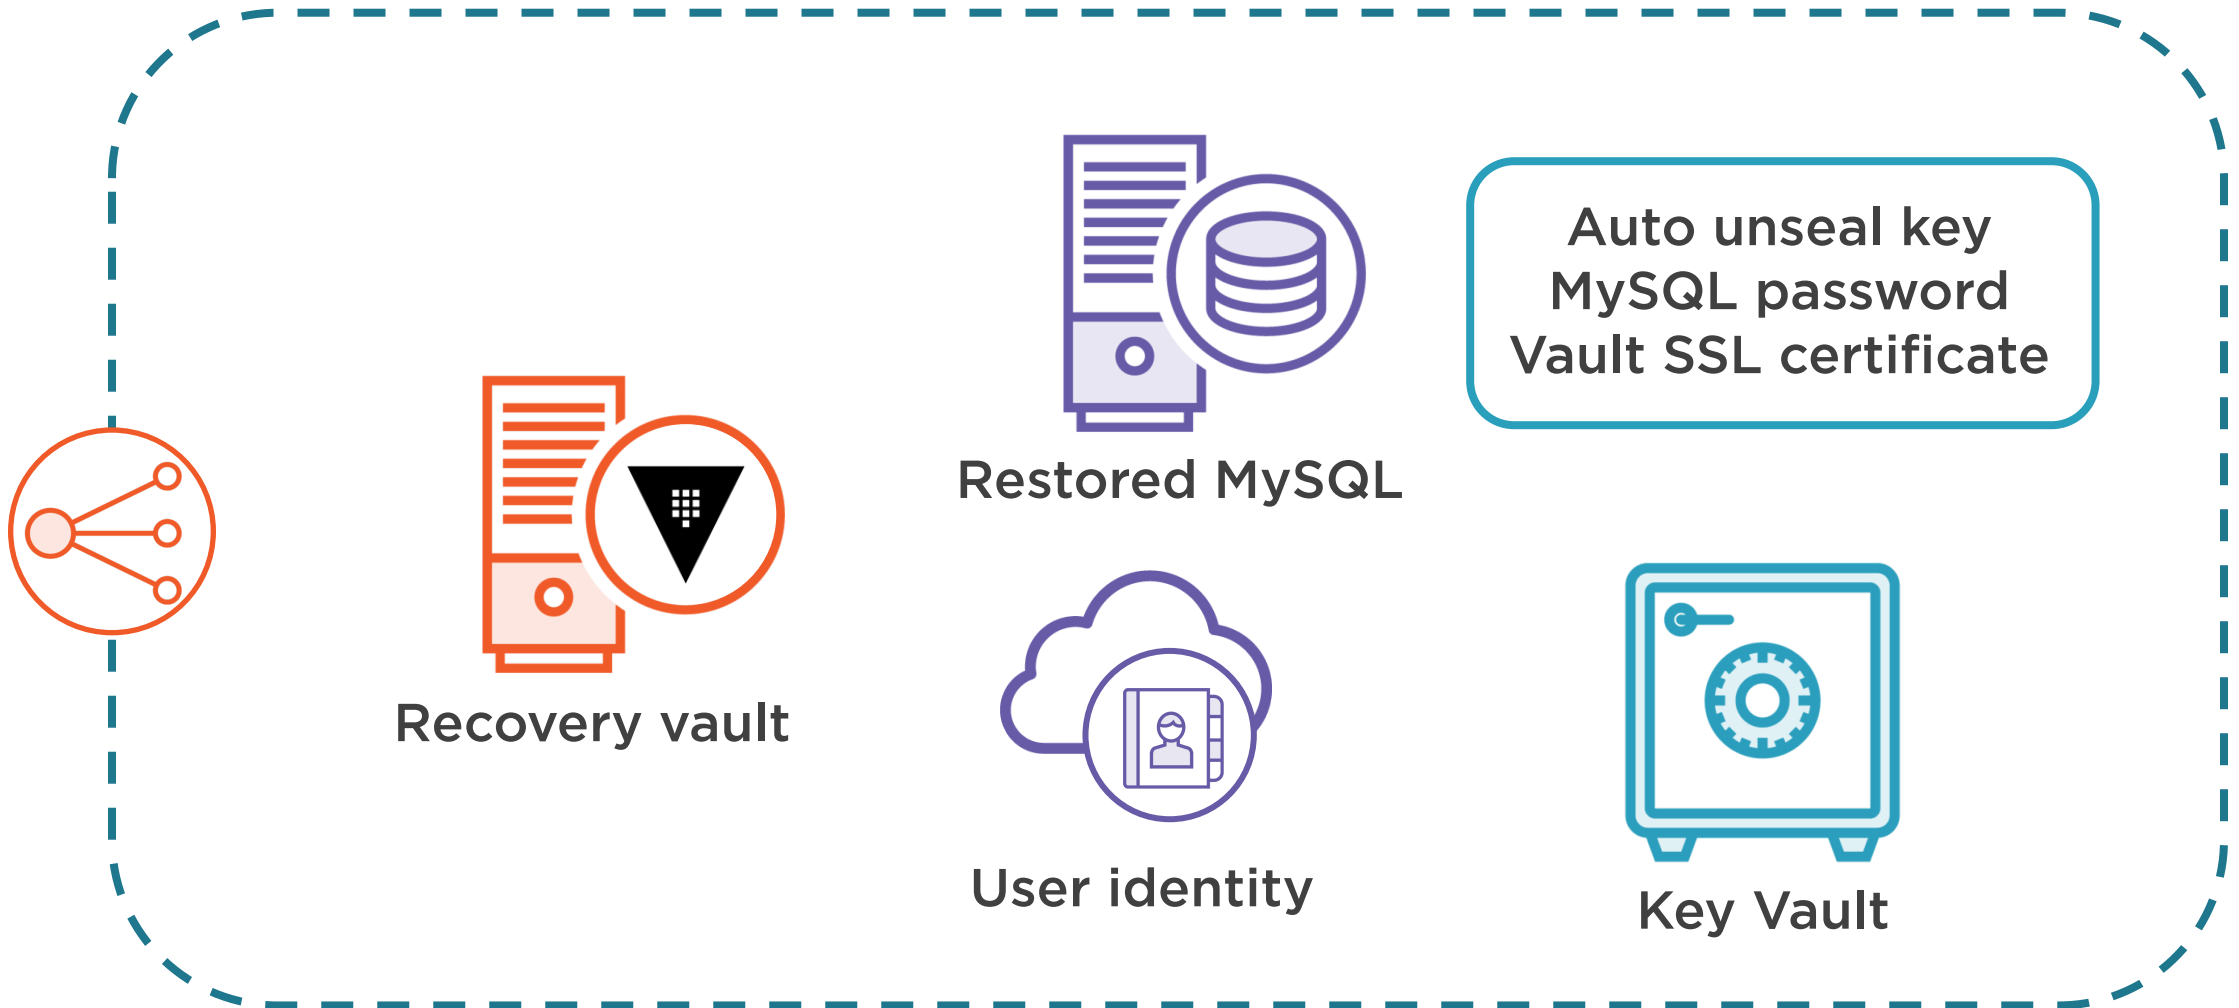 Auto unseal key
MySQL password
Vault SSL certificate
Restored MySQL
Recovery vault
User identity
Key Vault